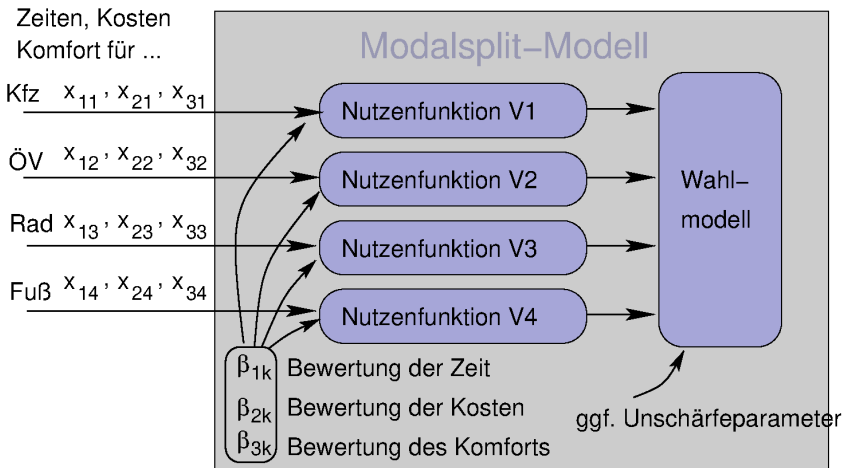 Zeiten, Kosten
Komfort für ...
Modalsplit−Modell
Kfz x11 , x21 , x31
Nutzenfunktion V1
ÖV x12 , x22 , x32
Nutzenfunktion V2
Wahl−
modell
Rad x13 , x23 , x33
Nutzenfunktion V3
Fuß x14 , x24 , x34
Nutzenfunktion V4
β1k Bewertung der Zeit
β2k Bewertung der Kosten
β3k Bewertung des Komforts
ggf. Unschärfeparameter